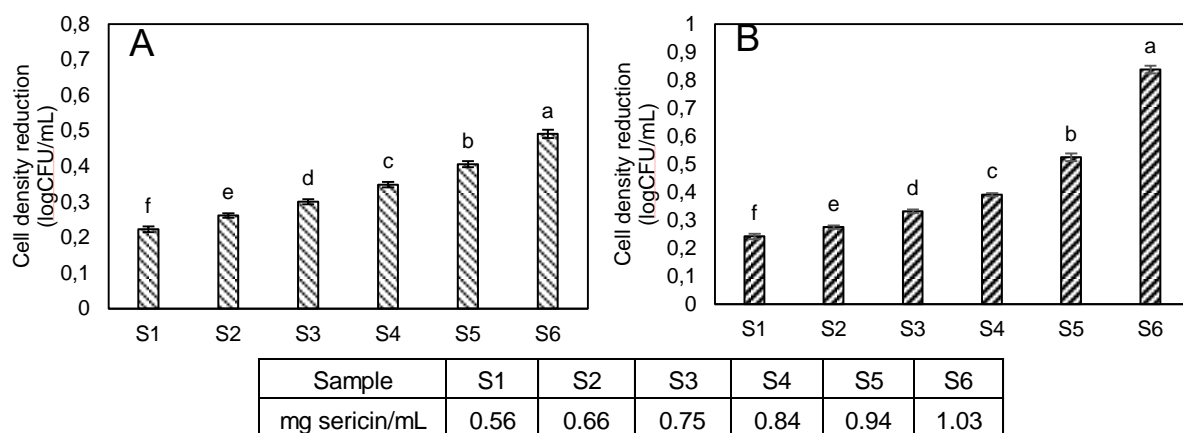 A
Cell density reduction
(logCFU/mL)
0,8
0,7
0,6
0,5
0,4
0,3
0,2
0,1
0
f
e
d
c
b
a
S1 S2 S3 S4 S5 S6
B
Cell density reduction
(logCFU/mL)
1
0,9
0,8
0,7
0,6
0,5
0,4
0,3
0,2
0,1
0
f
e
d
c
b
a
S1 S2 S3 S4 S5 S6
Sample S1 S2 S3 S4 S5 S6
mg sericin/mL 0.56 0.66 0.75 0.84 0.94 1.03